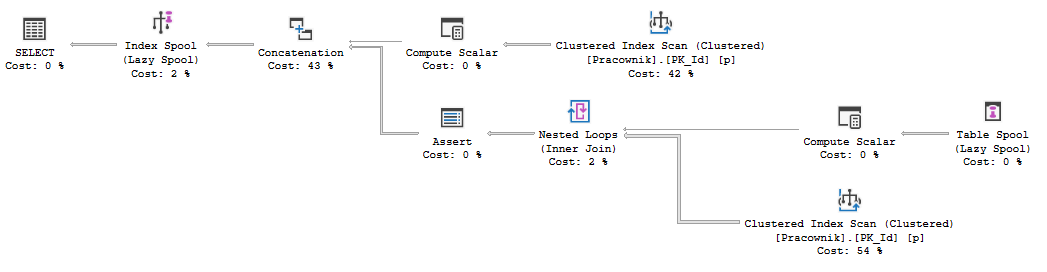 SELECT
Cost: 0 %
Index Spool
(Lazy Spool)
Cost: 2 %
Concatenation
Cost: 43 %
Compute Scalar
Cost: 0 %
Clustered Index Scan (Clustered)
[Pracownik].[PK_Id] [p]
Cost: 42 %
Assert
Cost: 0 %
Nested Loops
(Inner Join)
Cost: 2 %
Compute Scalar
Cost: 0 %
Table Spool
(Lazy Spool)
Cost: 0 %
Clustered Index Scan (Clustered)
[Pracownik].[PK_Id] [p]
Cost: 54 %